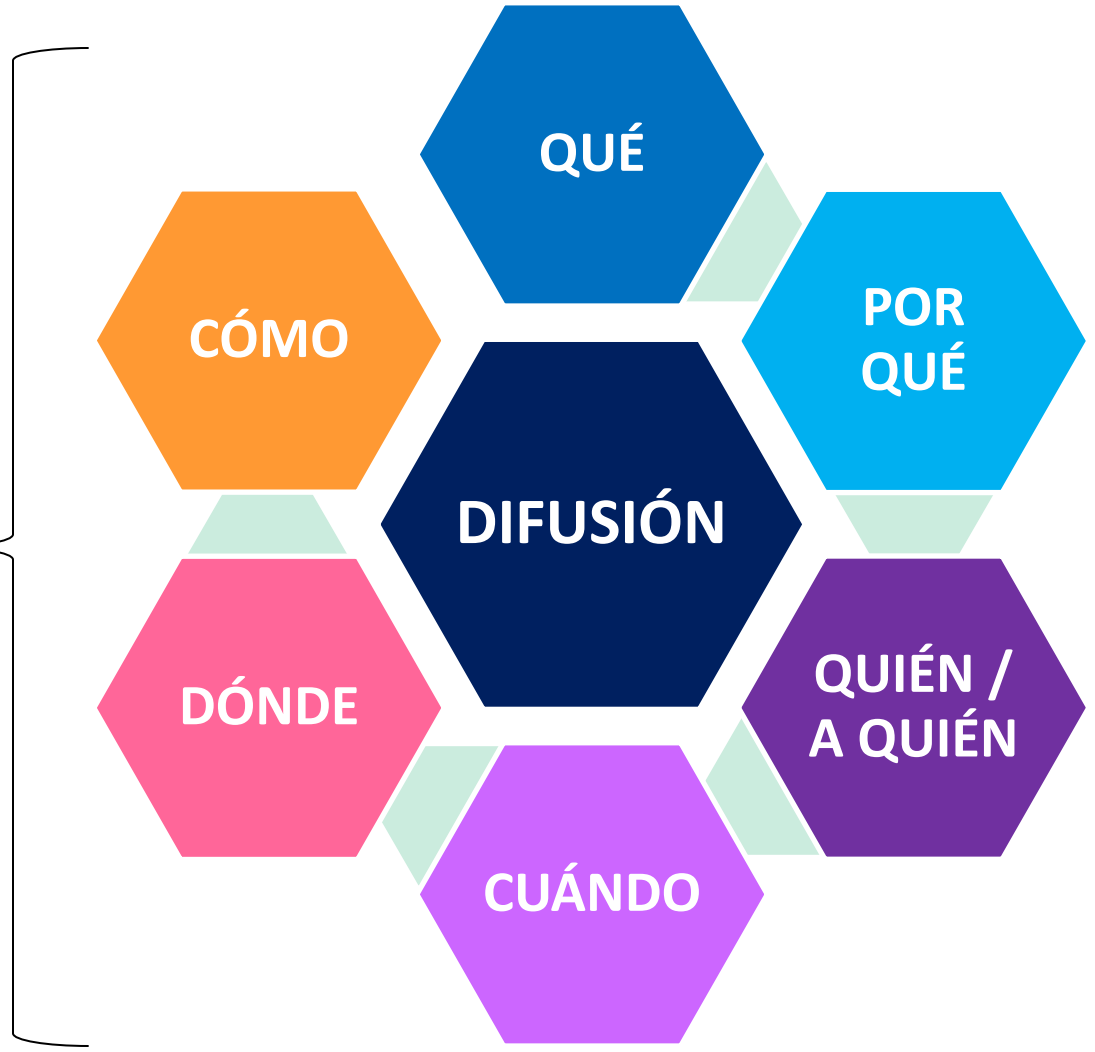 QUÉ
POR
QUÉ
QUIÉN /
A QUIÉN
CUÁNDO
DÓNDE
CÓMO
DIFUSIÓN